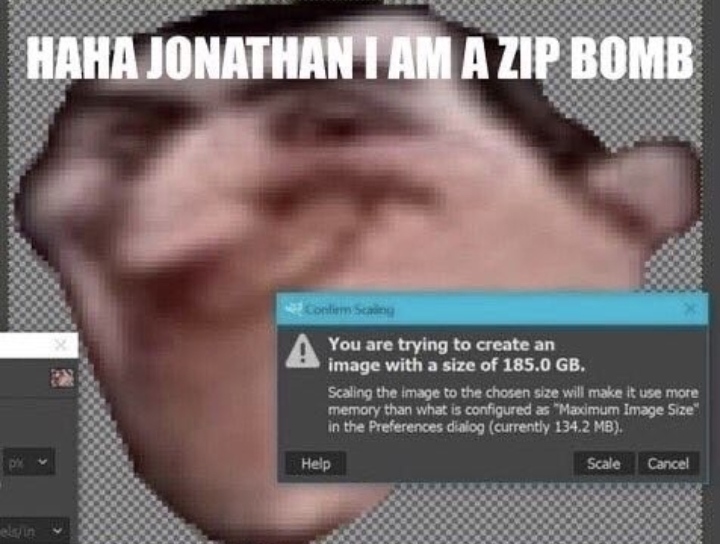 HAHA JONATHAN I AM A ZIP BOMB
Confirm Scaling
You are trying to create an
image with a size of 185.0 GB.
Scaling the image to the chosen size will make it use more
memory than what is configured as "Maximum Image Size"
in the Preferences dialog (currently 134.2 MB).
px
Help
Scale
Cancel
els/in